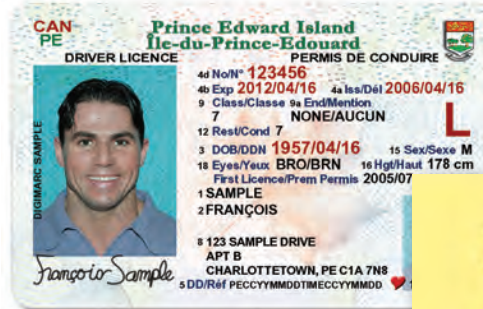 CAN
PE
Prince Edward Island
Île-du-Prince-Edouard
DRIVER LICENCE PERMIS DE CONDUIRE
4d No/N° 123456
4b Exp 2012/04/16 4a Iss/Dél 2006/04/16
9 Class/Classe 9a End/Mention
7 NONE/AUCUN
L
12 Rest/Cond 7
3 DOB/DDN 1957/04/16 15 Sex/Sexe M
18 Eyes/Yeux BRO/BRN 16 Hgt/Haut 178 cm
First Licence/Prem Permis 2005/07
1 SAMPLE
2 FRANÇOIS
8 123 SAMPLE DRIVE
APT B
CHARLOTTETOWN, PE C1A 7N8
5 DD/Réf PECCYYMMDDTIMECCYYMMDD
DIGIMARC SAMPLE
François Sample